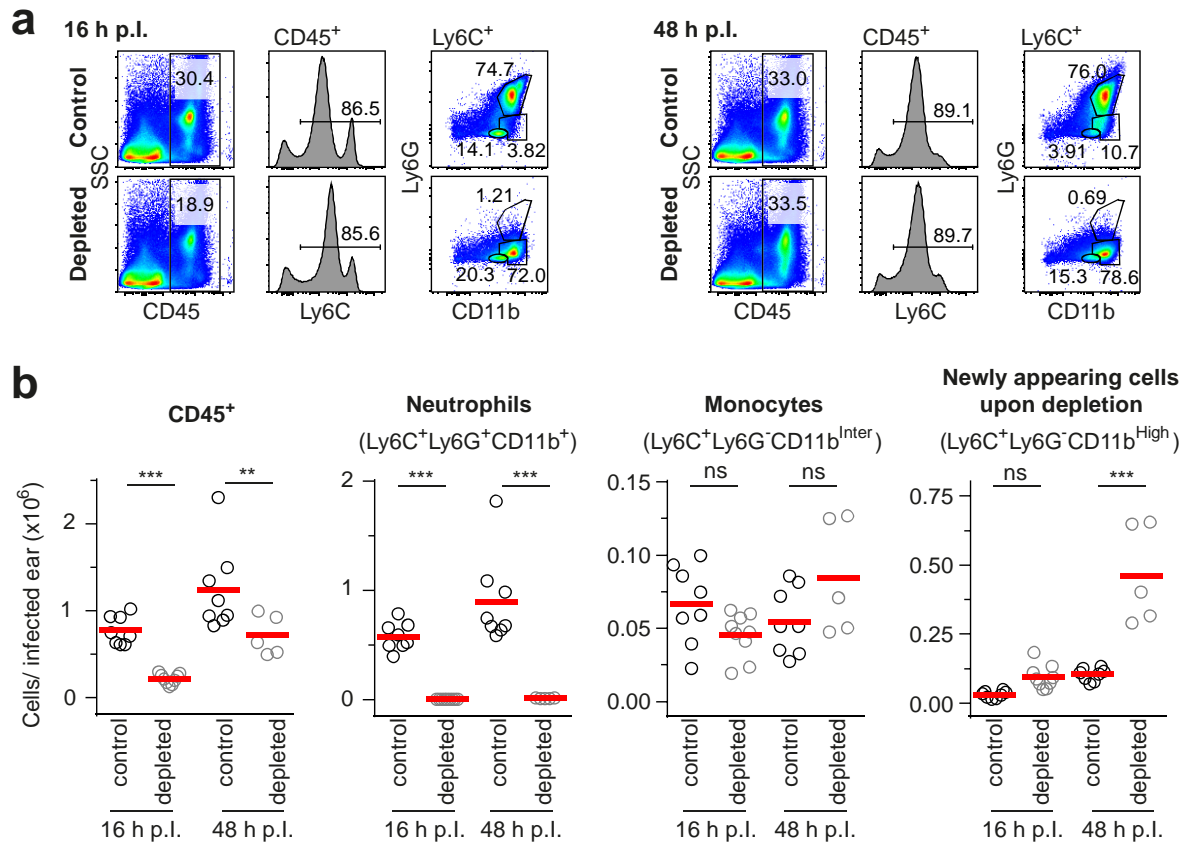 a
16 h p.l.
48 h p.l.
CD45+
Ly6C+
CD45+
Ly6C+
Control
SSC
30.4
86.5
Ly6G
74.7
14.1
3.82
Control
SSC
33.0
89.1
Ly6G
76.0
3.91
10.7
Depleted
18.9
85.6
1.21
20.3
72.0
Depleted
33.5
89.7
0.69
15.3
78.6
CD45
Ly6C
CD11b
CD45
Ly6C
CD11b
b
CD45+
Neutrophils
(Ly6C+Ly6G+CD11b+)
Monocytes
(Ly6C+Ly6G-CD11bInter)
Newly appearing cells
upon depletion
(Ly6C+Ly6G-CD11bHigh)
Cells/ infected ear (x10⁶)
***
**
2
1
0
control
depleted
control
depleted
16 h p.l.
48 h p.l.
***
***
2
1
0
control
depleted
control
depleted
16 h p.l.
48 h p.l.
ns
ns
0.15
0.10
0.05
0.00
control
depleted
control
depleted
16 h p.l.
48 h p.l.
ns
***
0.75
0.50
0.25
0.00
control
depleted
control
depleted
16 h p.l.
48 h p.l.